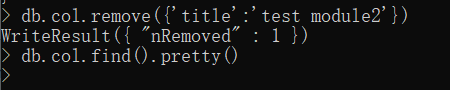 > db.col.remove({'title':'test module2'})
WriteResult({ "nRemoved" : 1 })
> db.col.find().pretty()
>